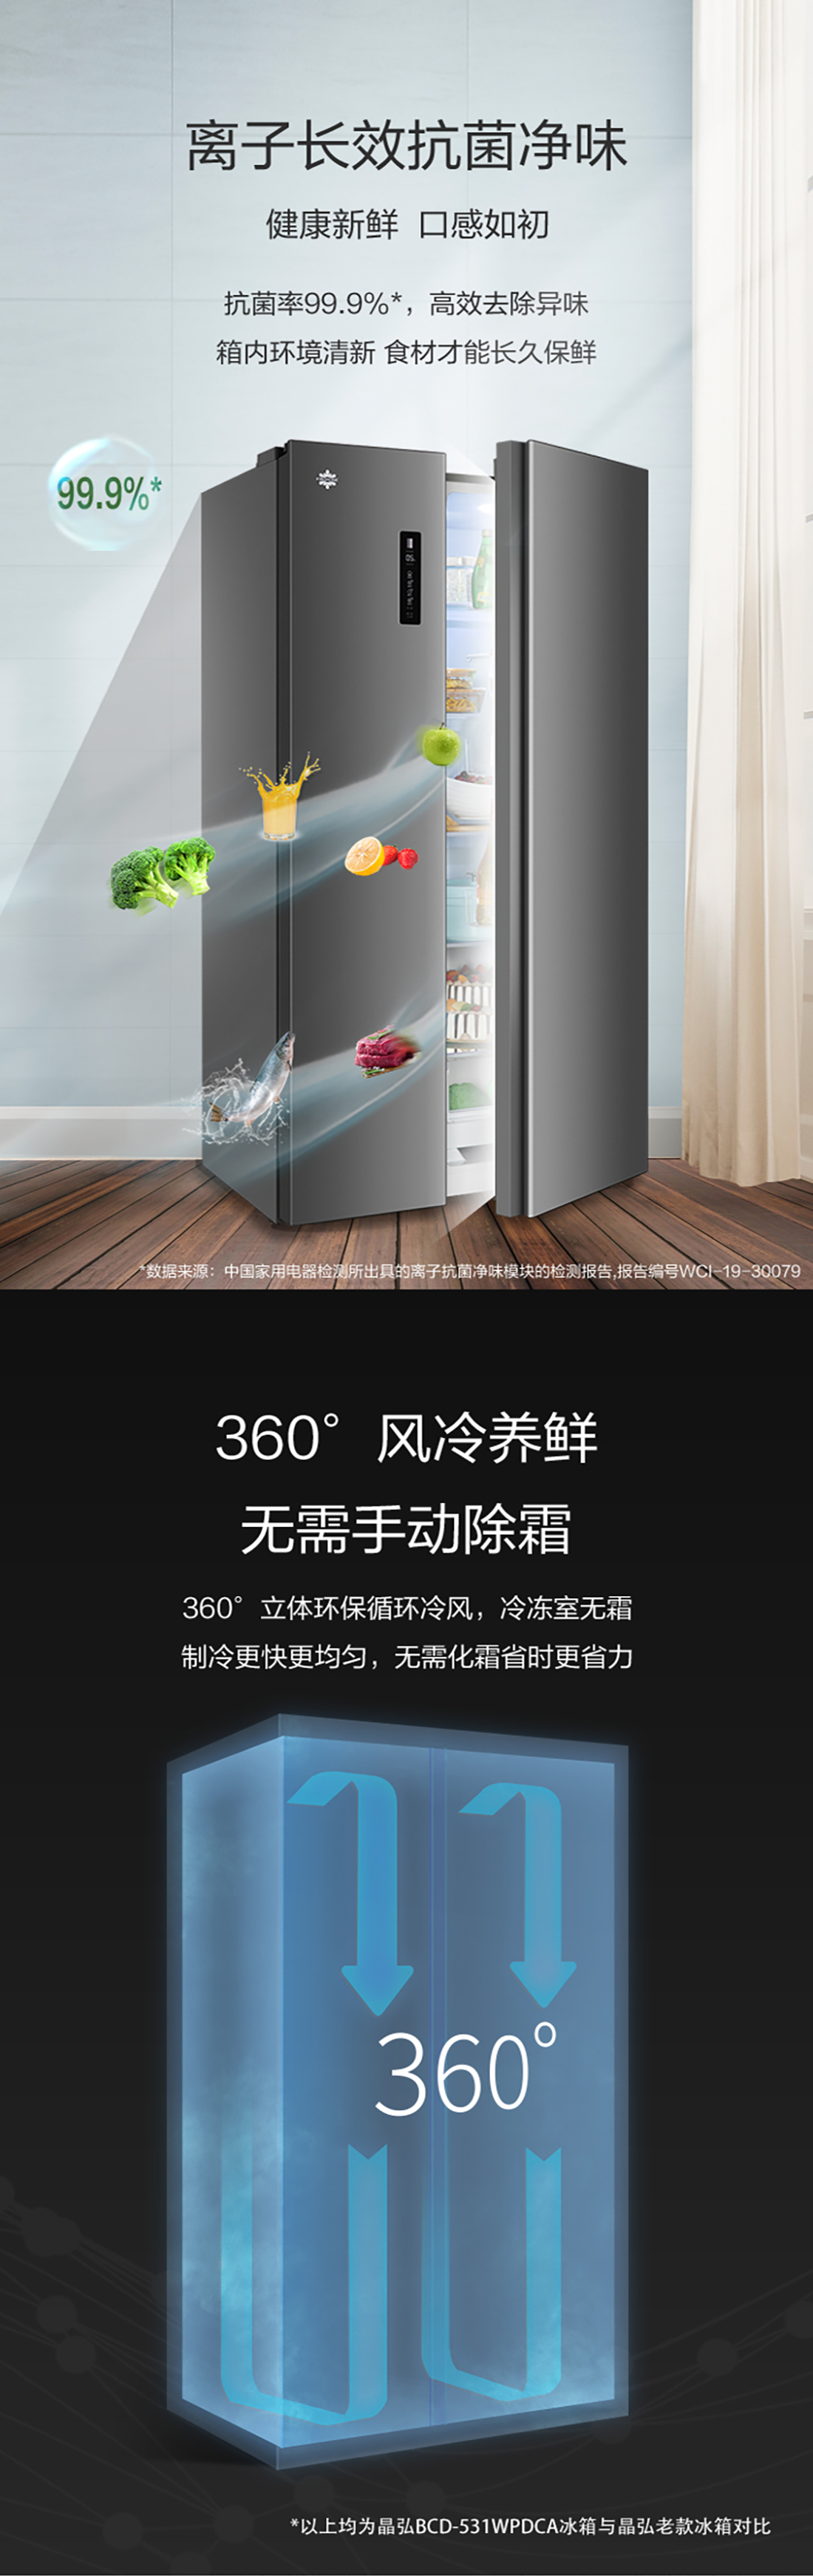 离子长效抗菌净味
健康新鲜 口感如初
抗菌率99.9%*，高效去除异味
箱内环境清新 食材才能长久保鲜
99.9%*
*数据来源：中国家用电器检测所出具的离子抗菌净味模块的检测报告,报告编号WCI-19-30079
360° 风冷养鲜
无需手动除霜
360° 立体环保循环冷风，冷冻室无霜
制冷更快更均匀，无需化霜省时更省力
360°
*以上均为晶弘BCD-531WPDCA冰箱与晶弘老款冰箱对比